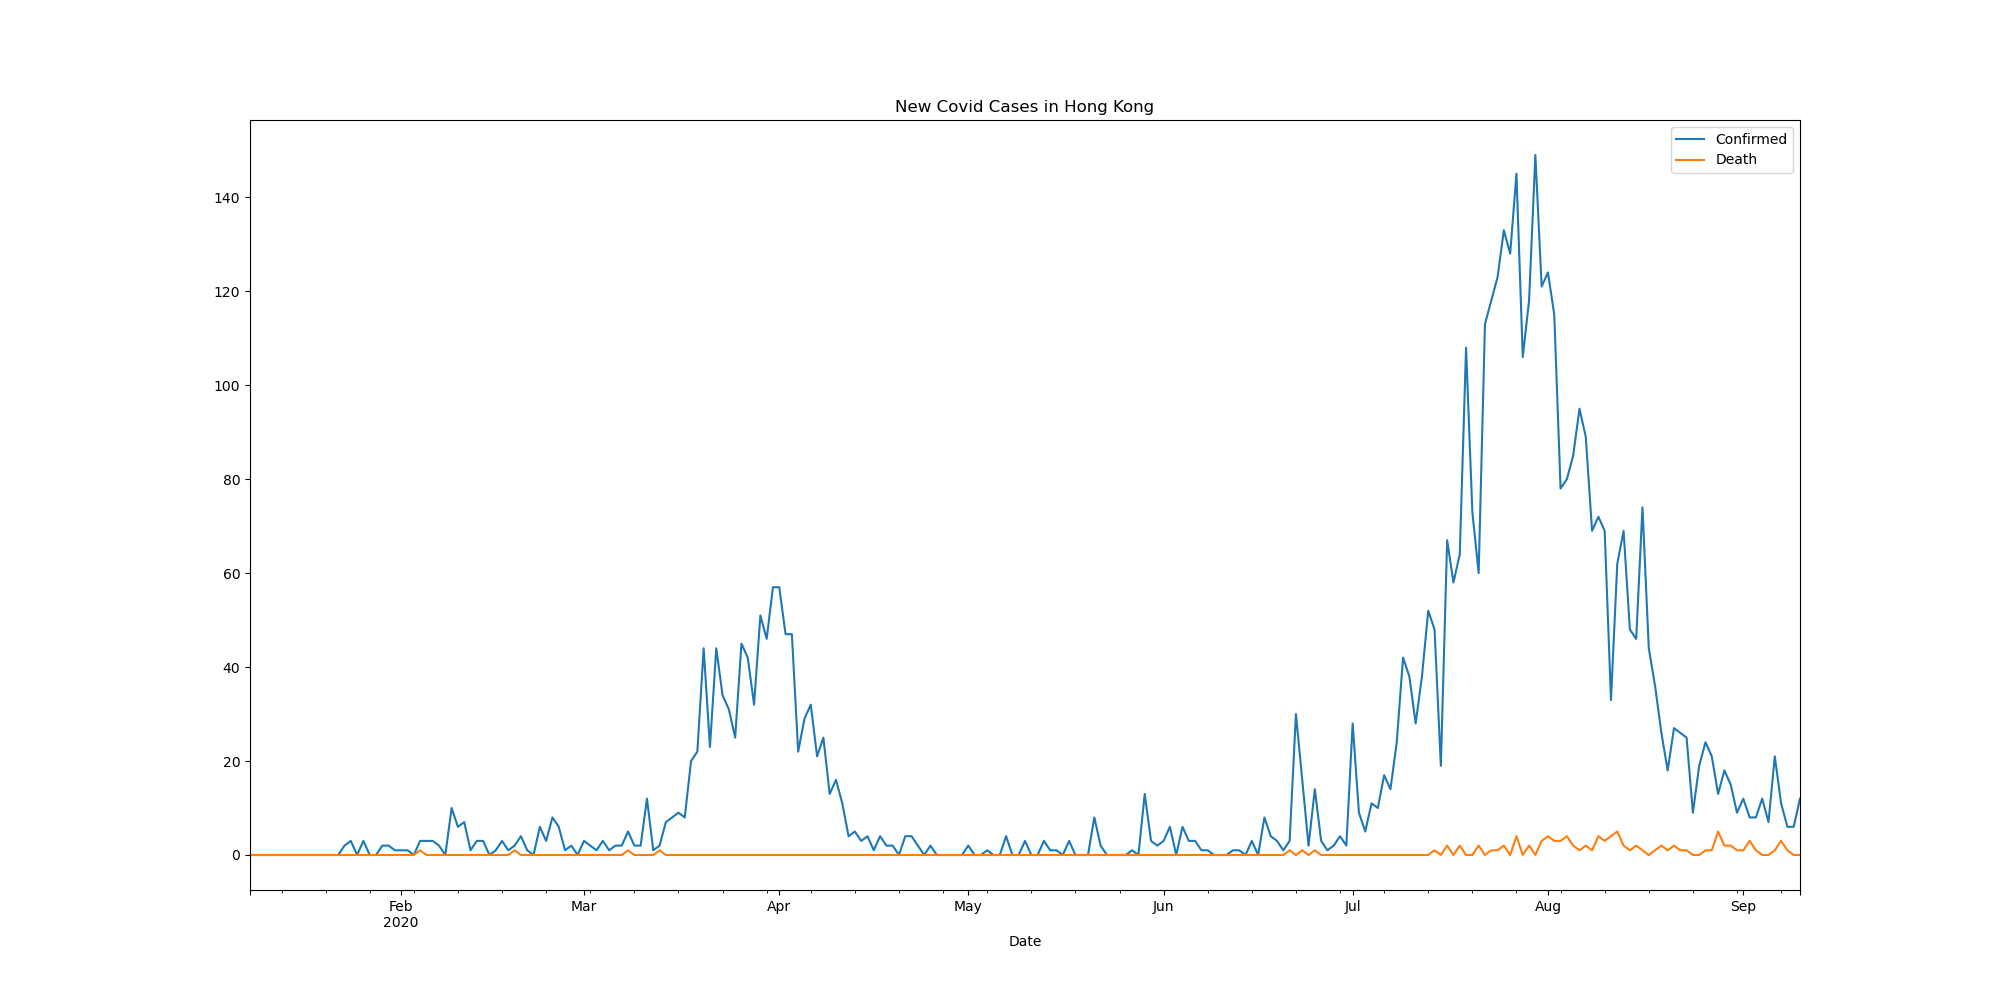 New Covid Cases in Hong Kong
Confirmed
Death
140
120
100
80
60
40
20
0
Feb Mar Apr May Jun Jul Aug Sep
2020
Date